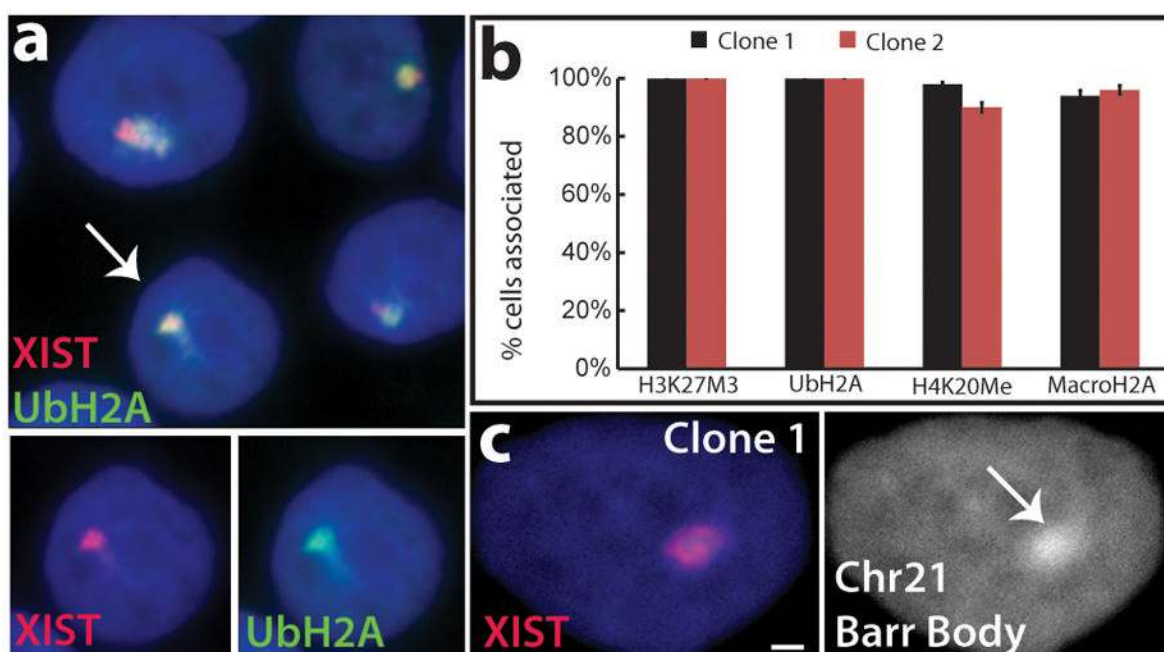 a
XIST
UbH2A
XIST
UbH2A
b
Clone 1
Clone 2
% cells associated
100%
80%
60%
40%
20%
0%
H3K27M3
UbH2A
H4K20Me
MacroH2A
c
Clone 1
XIST
Chr21
Barr Body